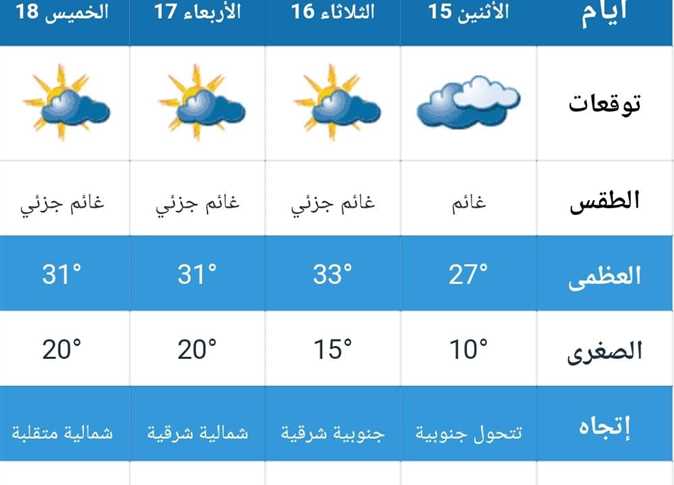 أيام الأثنين 15 الثلاثاء 16 الأربعاء 17 الخميس 18
توقعات
الطقس غائم غائم جزئي غائم جزئي غائم جزئي
العظمى 27° 33° 31° 31°
الصغرى 10° 15° 20° 20°
إتجاه تتحول جنوبية جنوبية شرقية شمالية شرقية شمالية متقلبة